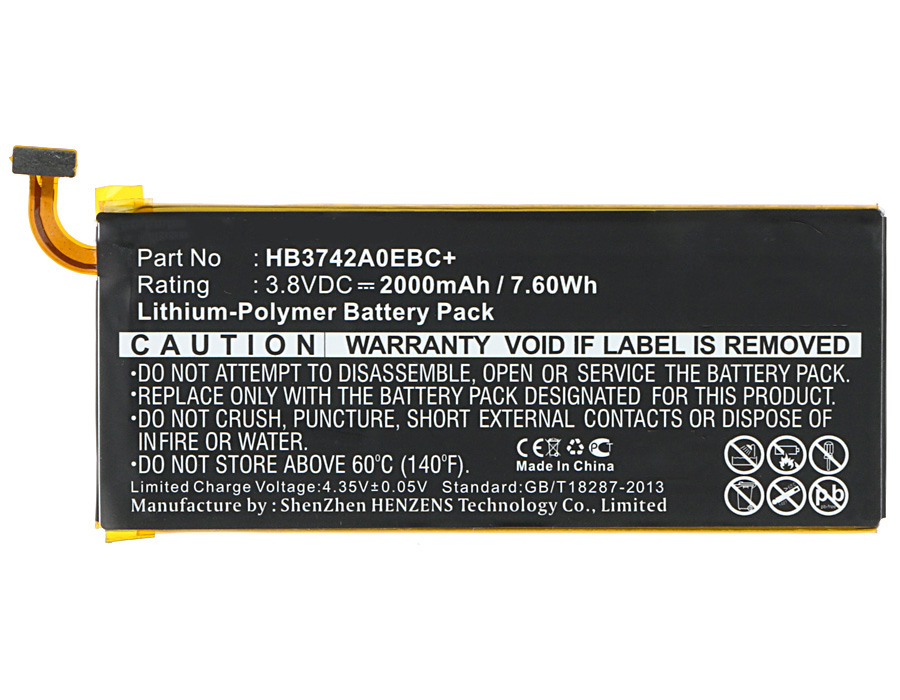 Part No : HB3742A0EBC+
Rating : 3.8VDC⎓2000mAh / 7.60Wh
Lithium-Polymer Battery Pack
CAUTION WARRANTY VOID IF LABEL IS REMOVED
·DO NOT ATTEMPT TO DISASSEMBLE, OPEN OR SERVICE THE BATTERY PACK.
·REPLACE ONLY WITH THE BATTERY PACK DESIGNATED FOR THIS PRODUCT.
·DO NOT CRUSH, PUNCTURE, SHORT EXTERNAL CONTACTS OR DISPOSE OF
INFIRE OR WATER.
·DO NOT STORE ABOVE 60°C (140°F).
CE
Made In China
Limited Charge Voltage:4.35V±0.05V Standard:GB/T18287-2013
Manufacture by : ShenZhen HENZENS Technology Co., Limited
pb